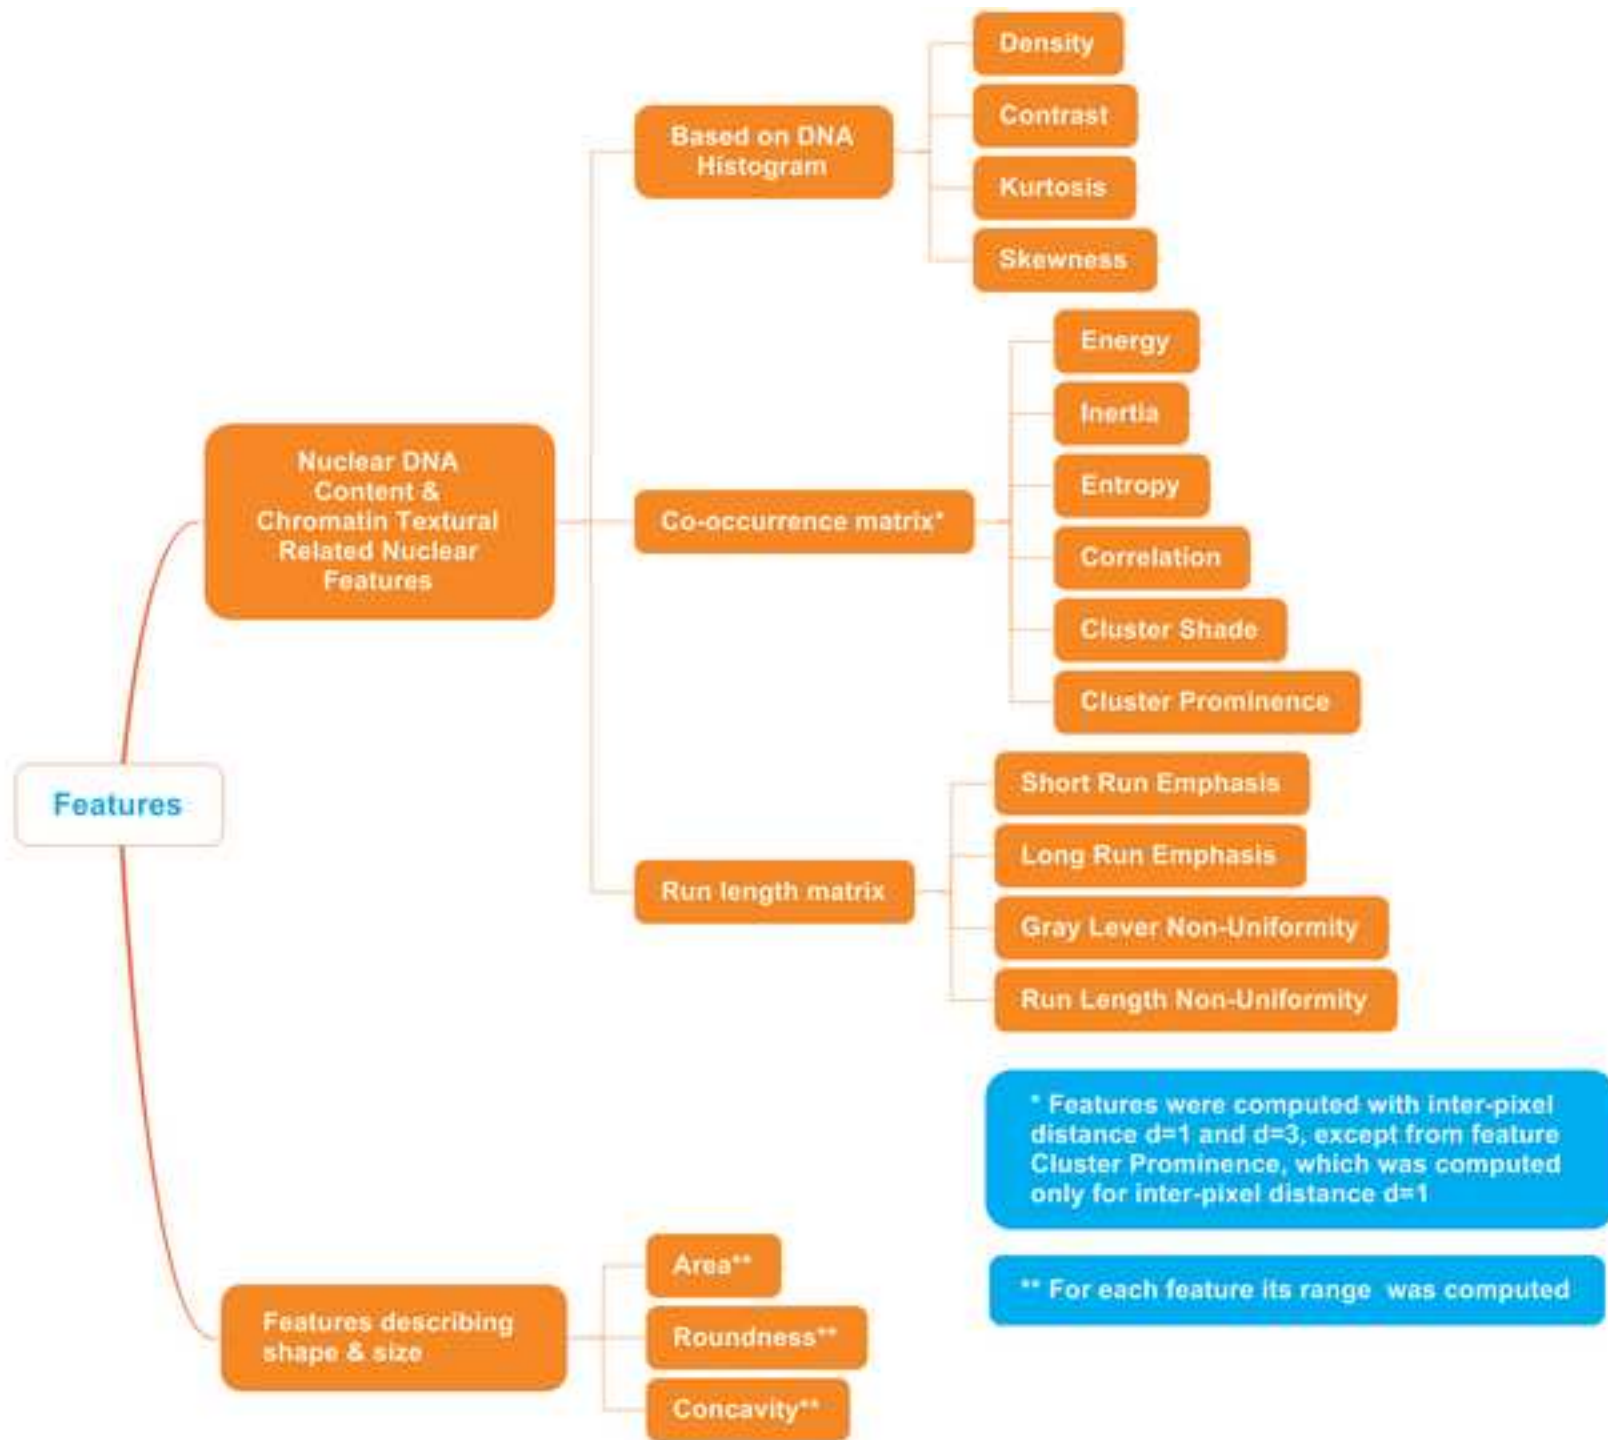 Density
Contrast
Based on DNA
Histogram
Kurtosis
Skewness
Energy
Inertia
Nuclear DNA
Content &
Chromatin Textural
Related Nuclear
Features
Entropy
Co-occurrence matrix*
Correlation
Cluster Shade
Cluster Prominence
Features
Short Run Emphasis
Long Run Emphasis
Run length matrix
Gray Lever Non-Uniformity
Run Length Non-Uniformity
* Features were computed with inter-pixel
distance d=1 and d=3, except from feature
Cluster Prominence, which was computed
only for inter-pixel distance d=1
Area**
** For each feature its range was computed
Features describing
shape & size
Roundness**
Concavity**